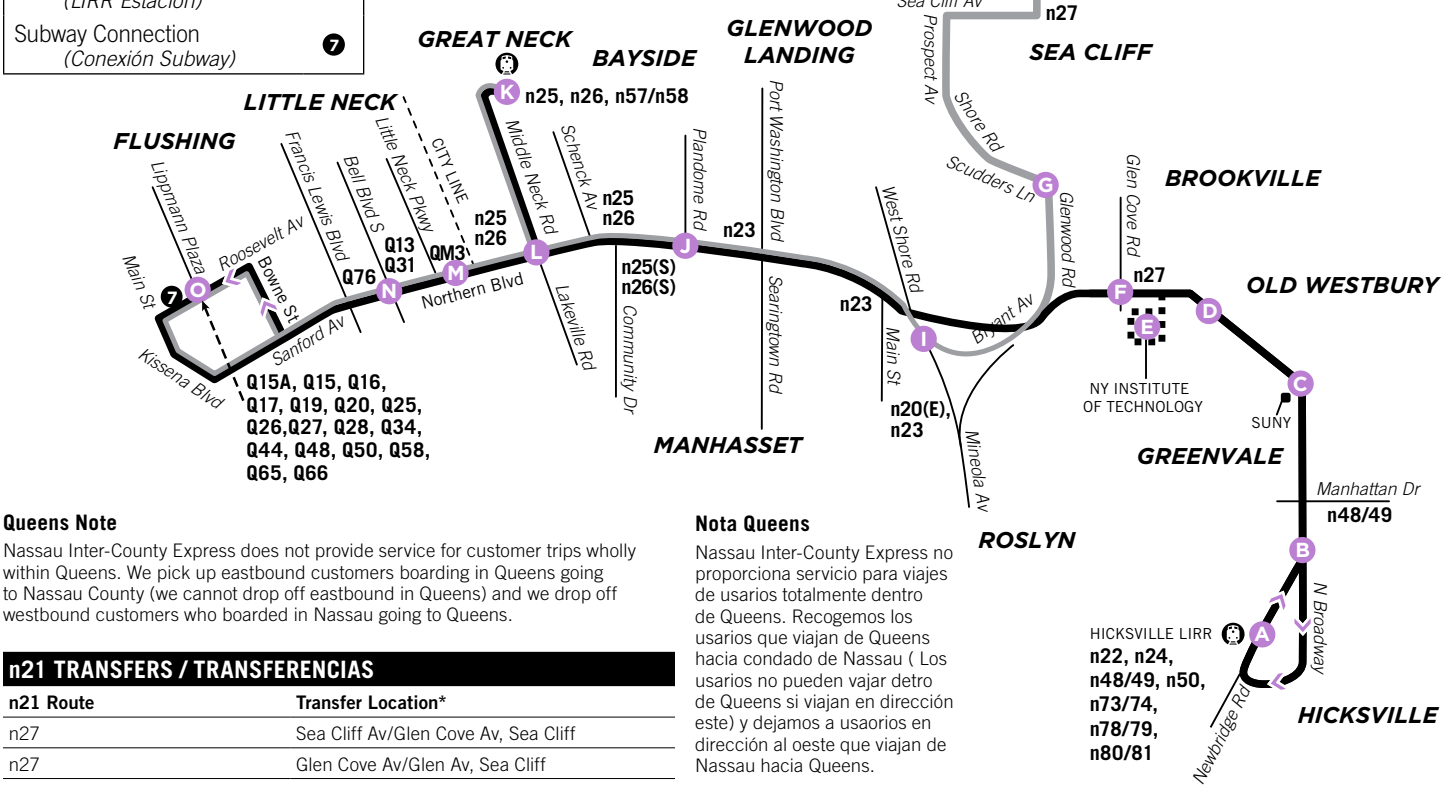 (LIRR Estación)
Subway Connection
(Conexión Subway)
7
Sea Cliff Av
n27
SEA CLIFF
Prospect Av
Shore Rd
Scudders Ln
G
Glenwood Rd
GLENWOOD
LANDING
GREAT NECK
BAYSIDE
K
n25, n26, n57/n58
LITTLE NECK
FLUSHING
Lippmann Plaza
Roosevelt Av
Main St
7
O
Bowne St
Kissena Blvd
Sanford Av
Francis Lewis Blvd
Bell Blvd S
Little Neck Pkwy
CITY LINE
Q76
Q13
Q31
N
QM3
M
Northern Blvd
n25
n26
Middle Neck Rd
L
Lakeville Rd
Schenck Av
n25
n26
n25(S)
n26(S)
Community Dr
Plandome Rd
J
n23
Port Washington Blvd
Searingtown Rd
MANHASSET
West Shore Rd
n23
Main St
n20(E),
n23
I
Bryant Av
Mineola Av
ROSLYN
Glen Cove Rd
BROOKVILLE
n27
F
E
NY INSTITUTE
OF TECHNOLOGY
OLD WESTBURY
D
C
SUNY
GREENVALE
Manhattan Dr
n48/49
B
N Broadway
HICKSVILLE LIRR
A
n22, n24,
n48/49, n50,
n73/74,
n78/79,
n80/81
Newbridge Rd
HICKSVILLE
Q15A, Q15, Q16,
Q17, Q19, Q20, Q25,
Q26,Q27, Q28, Q34,
Q44, Q48, Q50, Q58,
Q65, Q66
Queens Note
Nassau Inter-County Express does not provide service for customer trips wholly
within Queens. We pick up eastbound customers boarding in Queens going
to Nassau County (we cannot drop off eastbound in Queens) and we drop off
westbound customers who boarded in Nassau going to Queens.
Nota Queens
Nassau Inter-County Express no
proporciona servicio para viajes
de usarios totalmente dentro
de Queens. Recogemos los
usarios que viajan de Queens
hacia condado de Nassau ( Los
usarios no pueden vajar detro
de Queens si viajan en dirección
este) y dejamos a usaorios en
dirección al oeste que viajan de
Nassau hacia Queens.
n21 TRANSFERS / TRANSFERENCIAS
n21 Route Transfer Location*
n27 Sea Cliff Av/Glen Cove Av, Sea Cliff
n27 Glen Cove Av/Glen Av, Sea Cliff